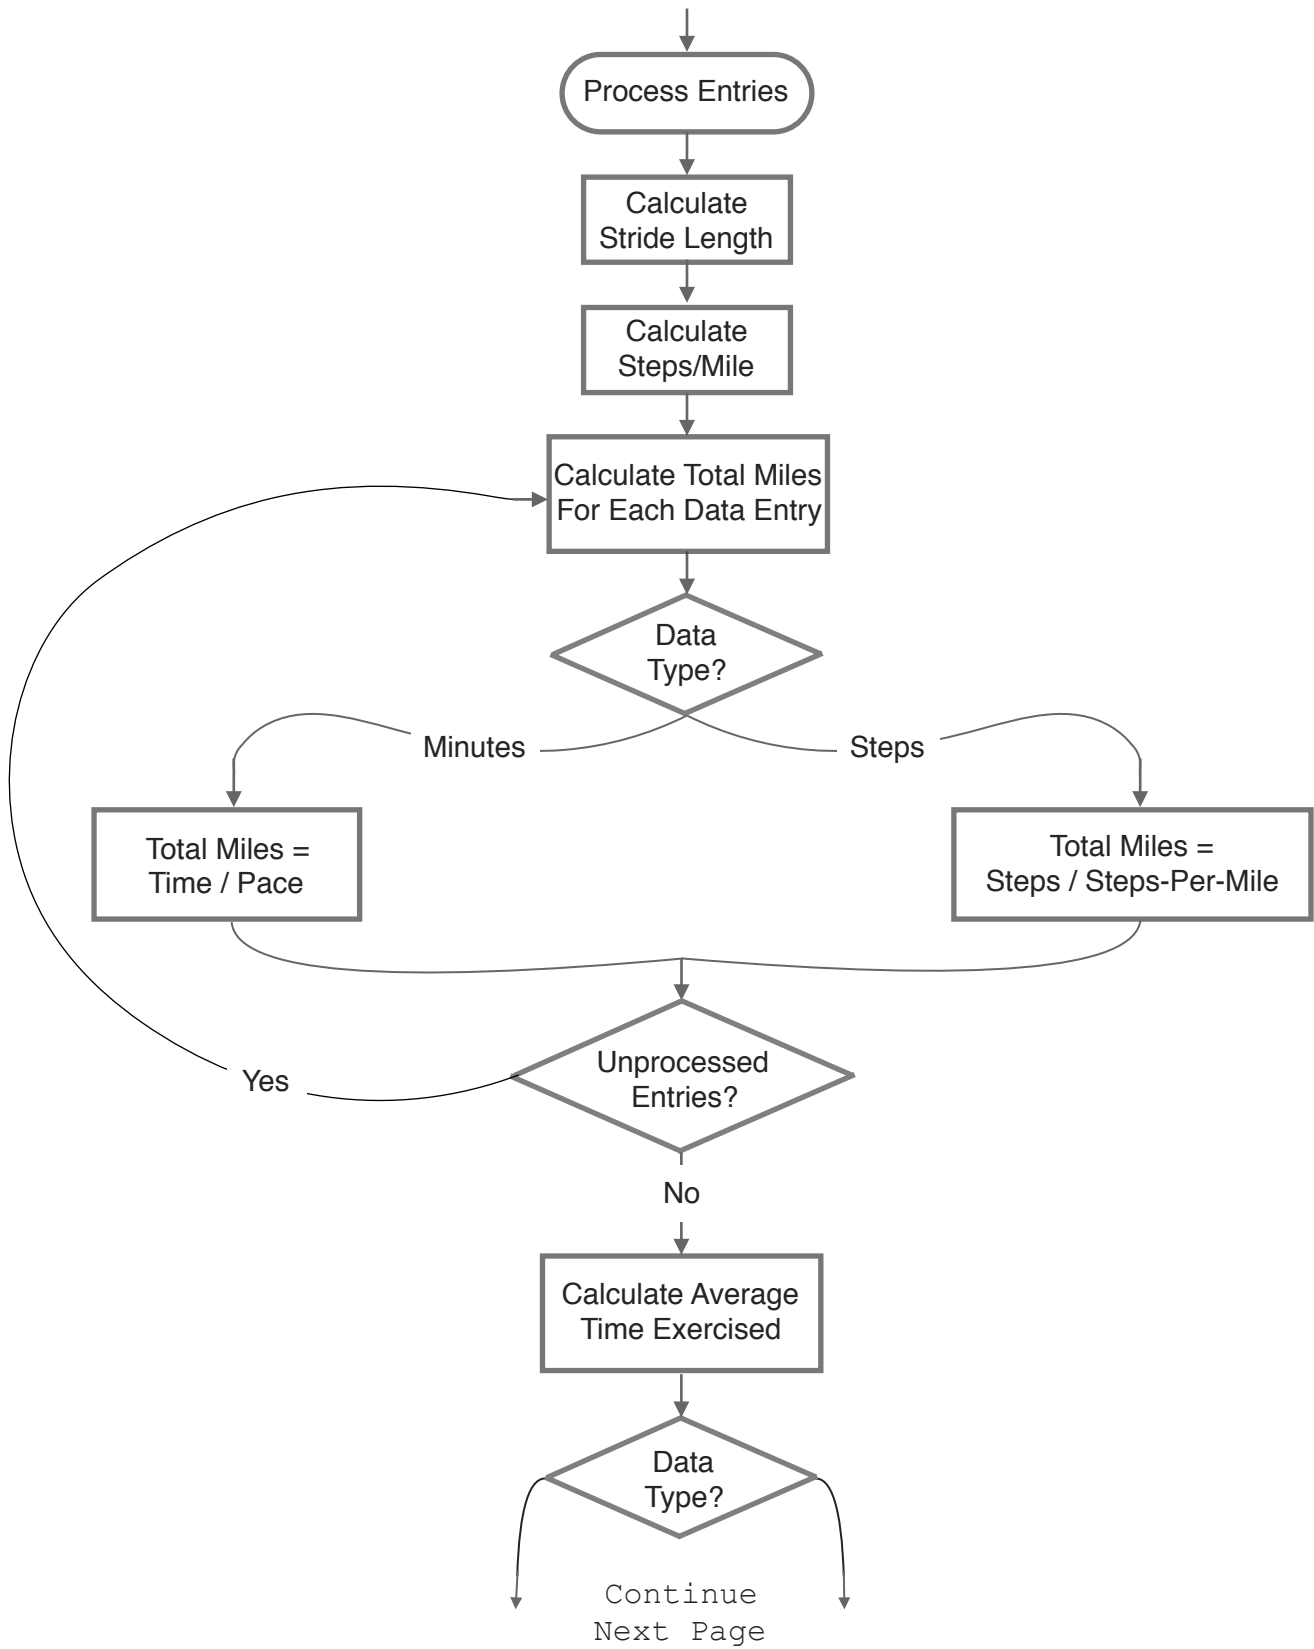 Process Entries
Calculate
Stride Length
Calculate
Steps/Mile
Calculate Total Miles
For Each Data Entry
Data
Type?
Minutes
Steps
Total Miles =
Time / Pace
Total Miles =
Steps / Steps-Per-Mile
Unprocessed
Entries?
Yes
No
Calculate Average
Time Exercised
Data
Type?
Continue
Next Page